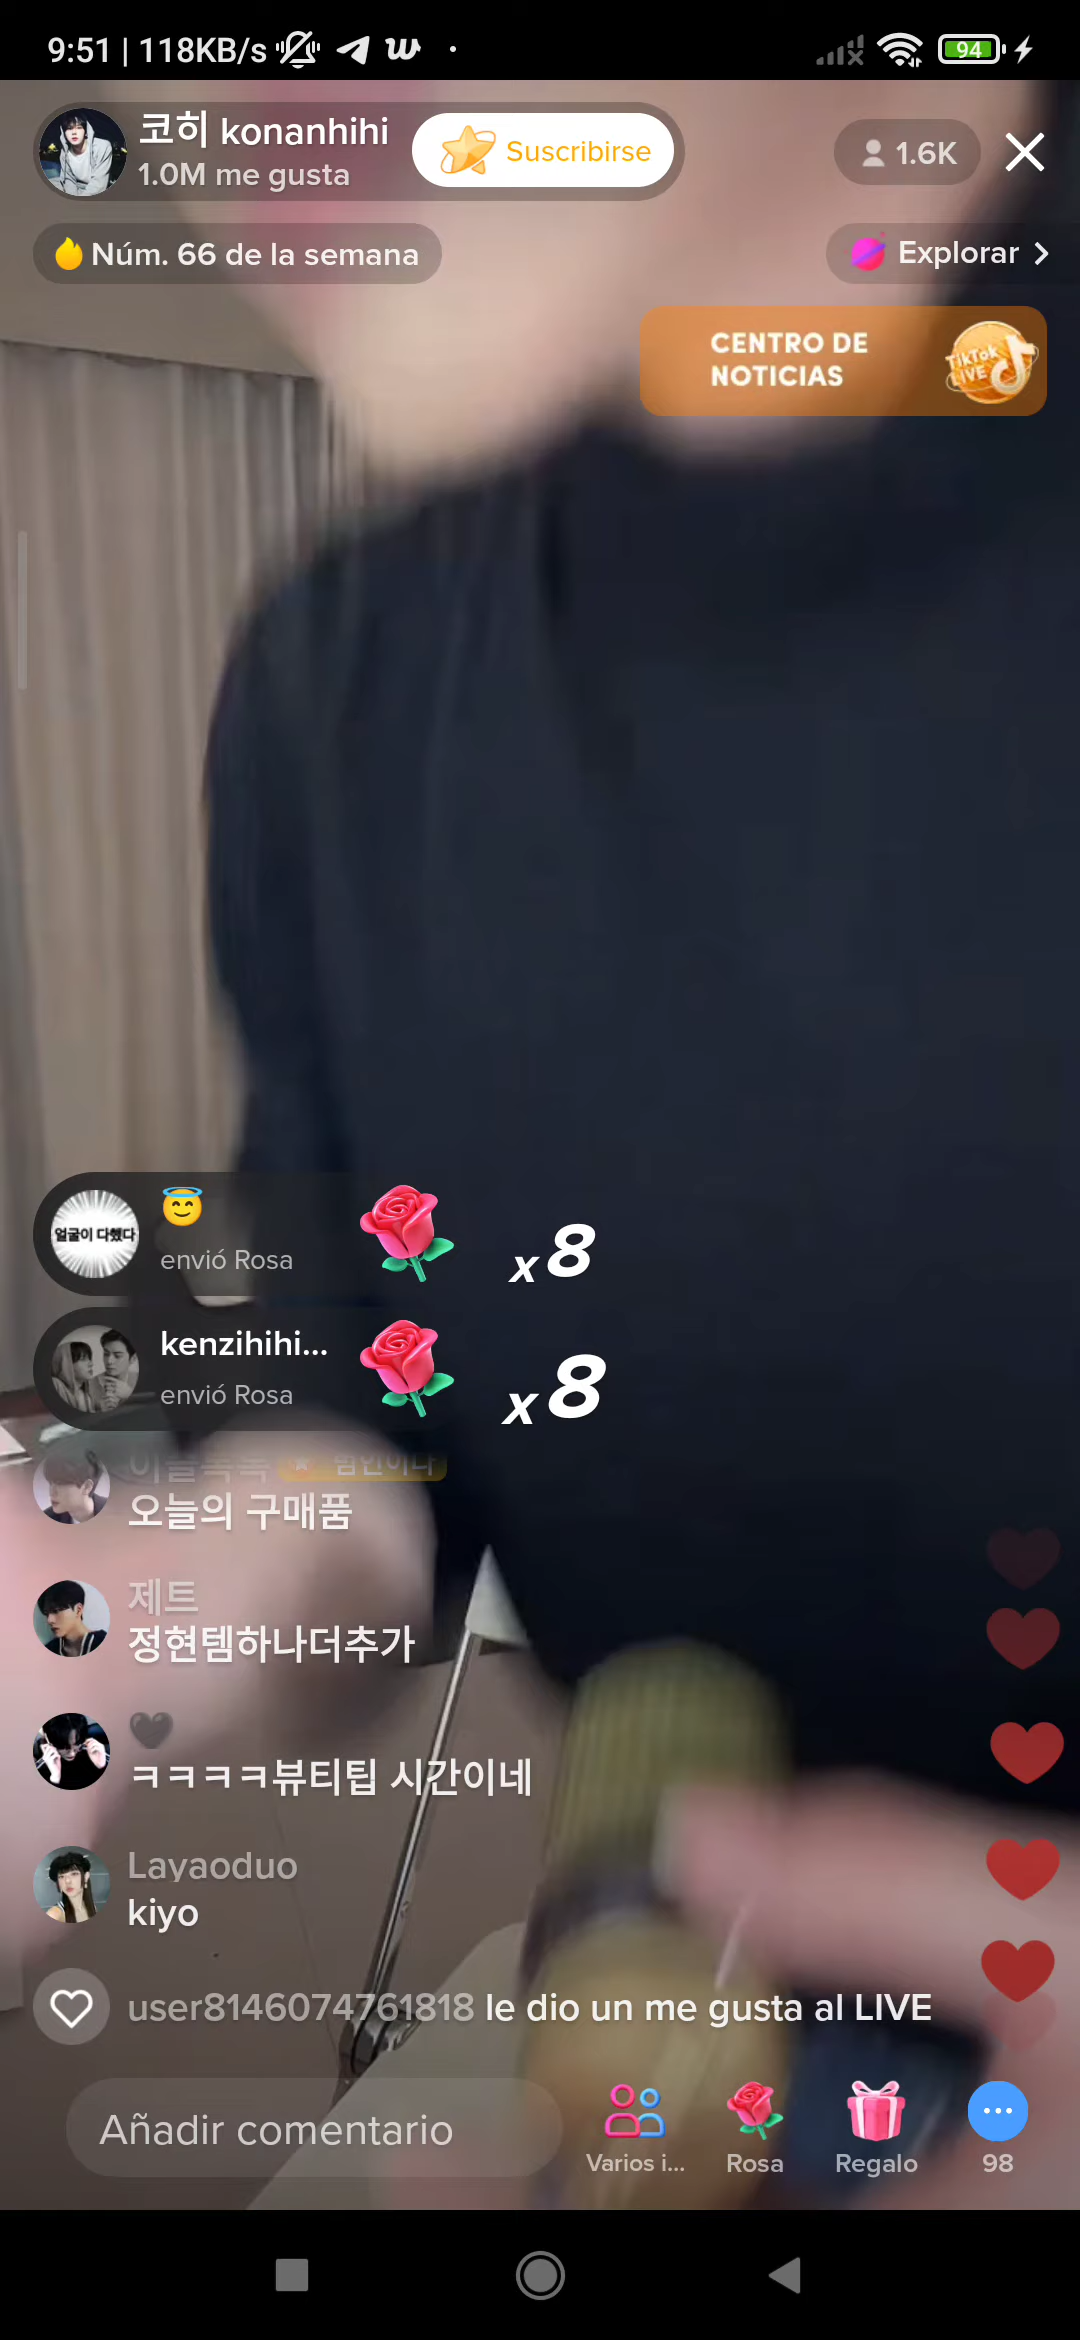 9:51 | 118KB/s
94
코히 konanhihi
1.0M me gusta
Suscribirse
1.6K
Núm. 66 de la semana
Explorar
CENTRO DE
NOTICIAS
TikTok
LIVE
얼굴이 다했다
envió Rosa
x8
kenzihihi...
envió Rosa
x8
오늘의 구매품
제트
정현템하나더추가
ㅋㅋㅋㅋ뷰티팁 시간이네
Layaoduo
kiyo
user8146074761818 le dio un me gusta al LIVE
Añadir comentario
Varios i...
Rosa
Regalo
98